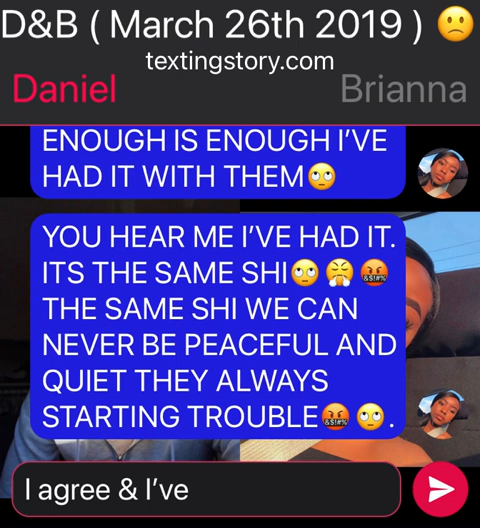 D&B ( March 26th 2019 ) 🙁
textingstory.com
Daniel Brianna
ENOUGH IS ENOUGH I’VE
HAD IT WITH THEM🙄
YOU HEAR ME I’VE HAD IT.
ITS THE SAME SHI🙄😤🤬
THE SAME SHI WE CAN
NEVER BE PEACEFUL AND
QUIET THEY ALWAYS
STARTING TROUBLE🤬🙄.
I agree & I’ve